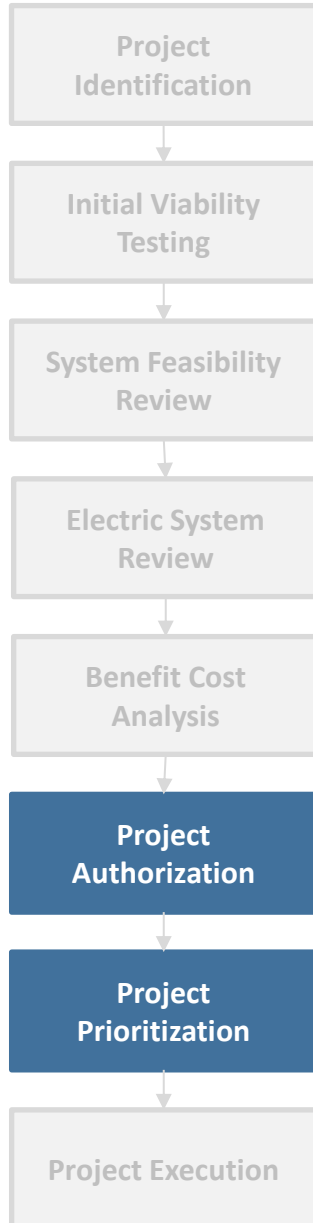 Project
Identification
Initial Viability
Testing
System Feasibility
Review
Electric System
Review
Benefit Cost
Analysis
Project
Authorization
Project
Prioritization
Project Execution